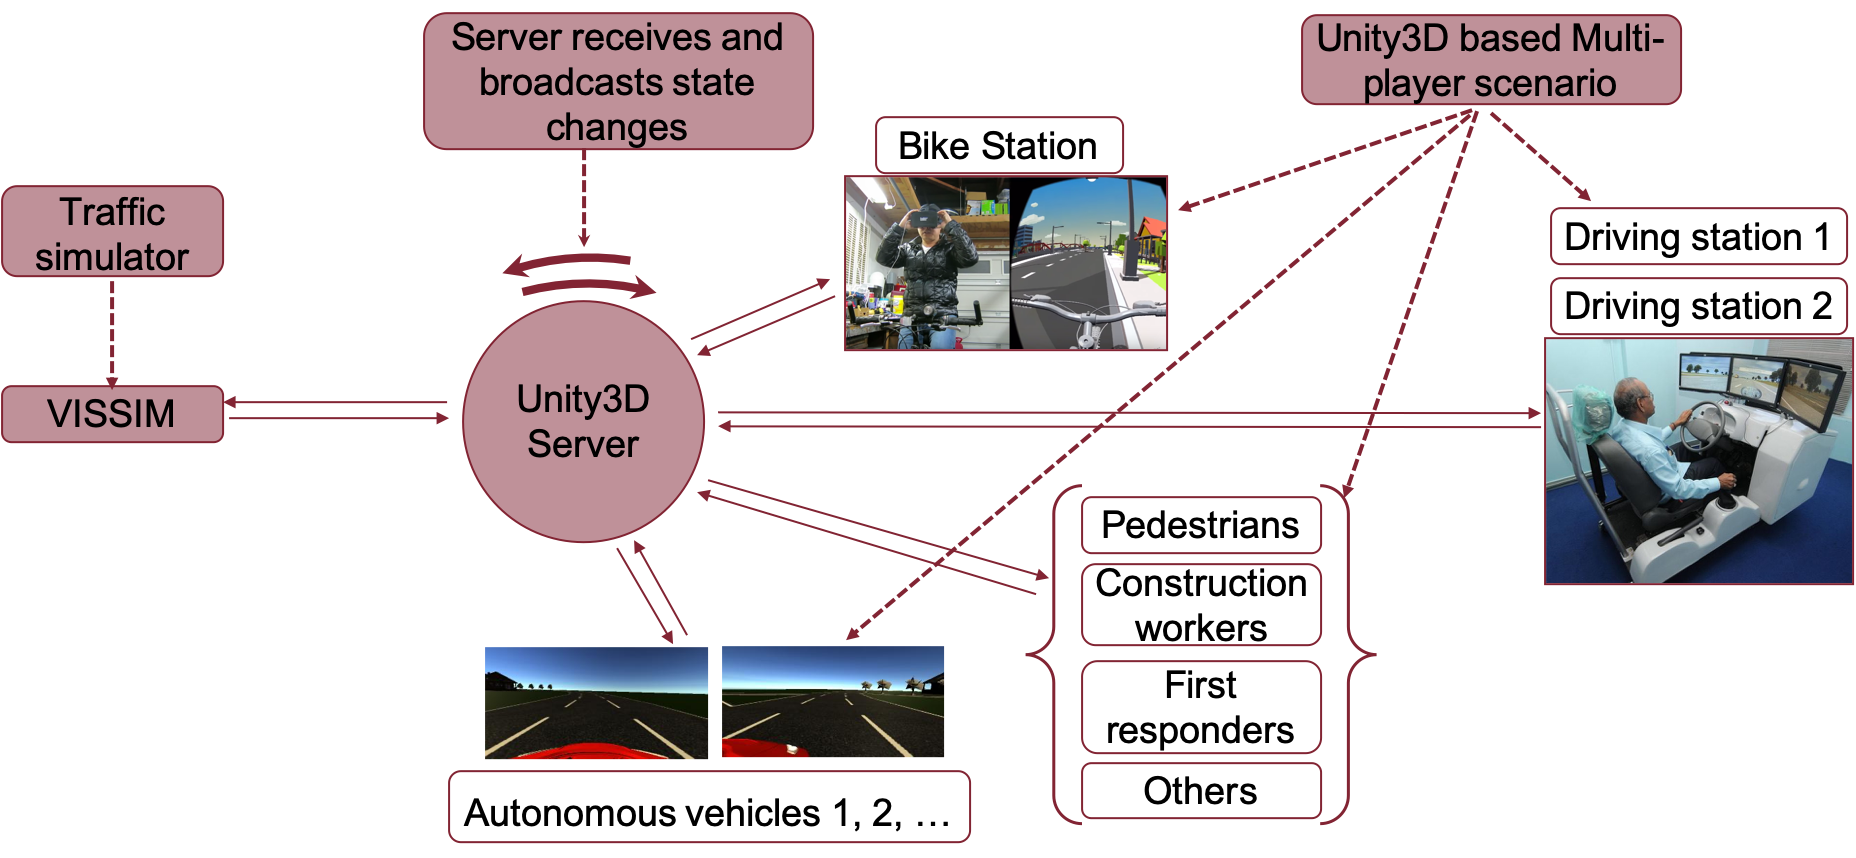 Server receives and
broadcasts state
changes
Unity3D based Multi-
player scenario
Bike Station
Traffic
simulator
Driving station 1
Driving station 2
VISSIM
Unity3D
Server
Pedestrians
Construction
workers
First
responders
Others
Autonomous vehicles 1, 2, …